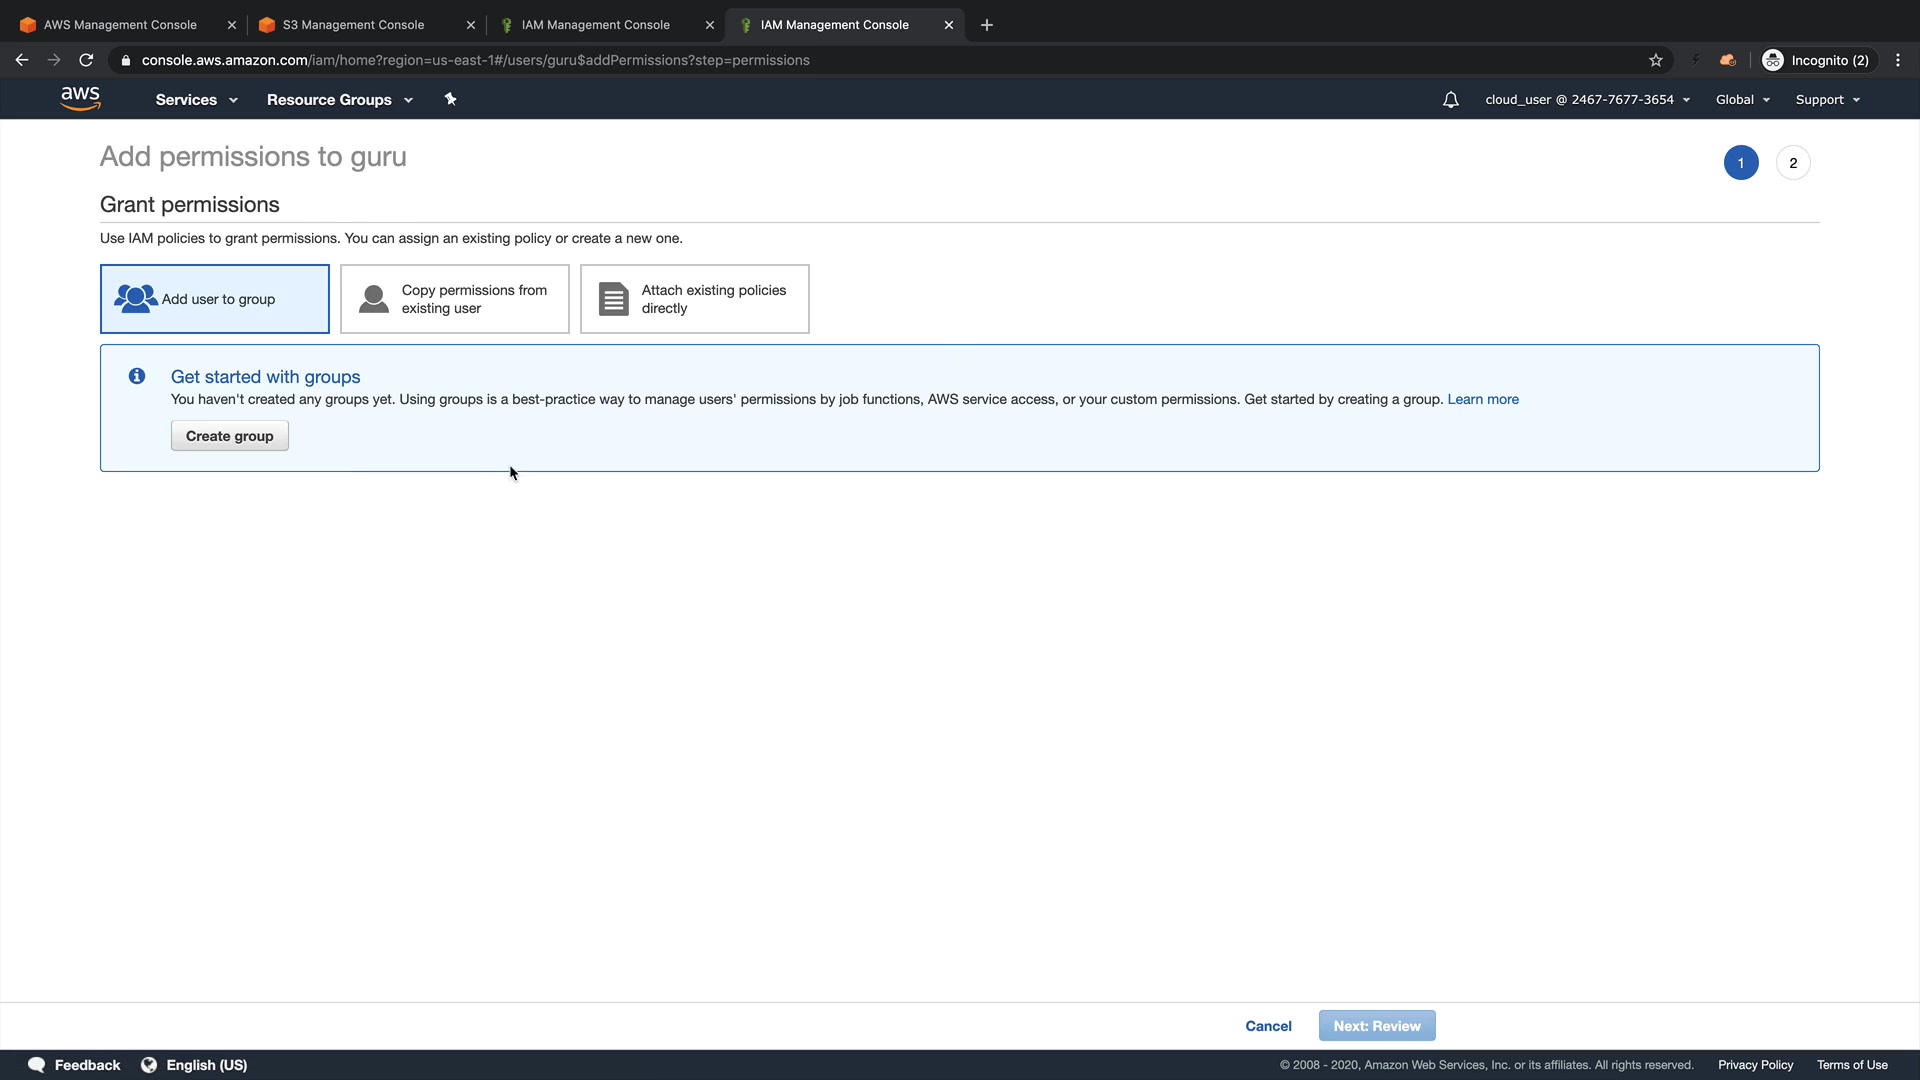 AWS Management Console
S3 Management Console
IAM Management Console
IAM Management Console
console.aws.amazon.com/iam/home?region=us-east-1#/users/guru$addPermissions?step=permissions
Incognito (2)
aws
Services
Resource Groups
cloud_user @ 2467-7677-3654
Global
Support
Add permissions to guru
1
2
Grant permissions
Use IAM policies to grant permissions. You can assign an existing policy or create a new one.
Add user to group
Copy permissions from
existing user
Attach existing policies
directly
Get started with groups
You haven't created any groups yet. Using groups is a best-practice way to manage users' permissions by job functions, AWS service access, or your custom permissions. Get started by creating a group. Learn more
Create group
Cancel
Next: Review
Feedback
English (US)
© 2008 - 2020, Amazon Web Services, Inc. or its affiliates. All rights reserved.
Privacy Policy
Terms of Use